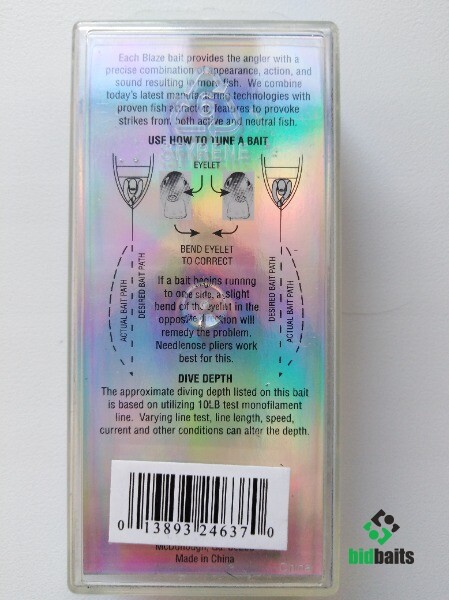 Each Blaze bait provides the angler with a
precise combination of appearance, action, and
sound resulting in more fish. We combine
today's latest manufacturing technologies with
proven fish attracting features to provoke
strikes from both active and neutral fish.
USE HOW TO TUNE A BAIT
EYELET
BEND EYELET
TO CORRECT
ACTUAL BAIT PATH
DESIRED BAIT PATH
DESIRED BAIT PATH
ACTUAL BAIT PATH
If a bait begins running
to one side, a slight
bend of the eyelet in the
opposite direction will
remedy the problem.
Needlenose pliers work
best for this.
DIVE DEPTH
The approximate diving depth listed on this bait
is based on utilizing 10LB test monofilament
line. Varying line test, line length, speed,
current and other conditions can alter the depth.
0 13893 24637 0
McDonough, Ga.
Made in China
bidbaits